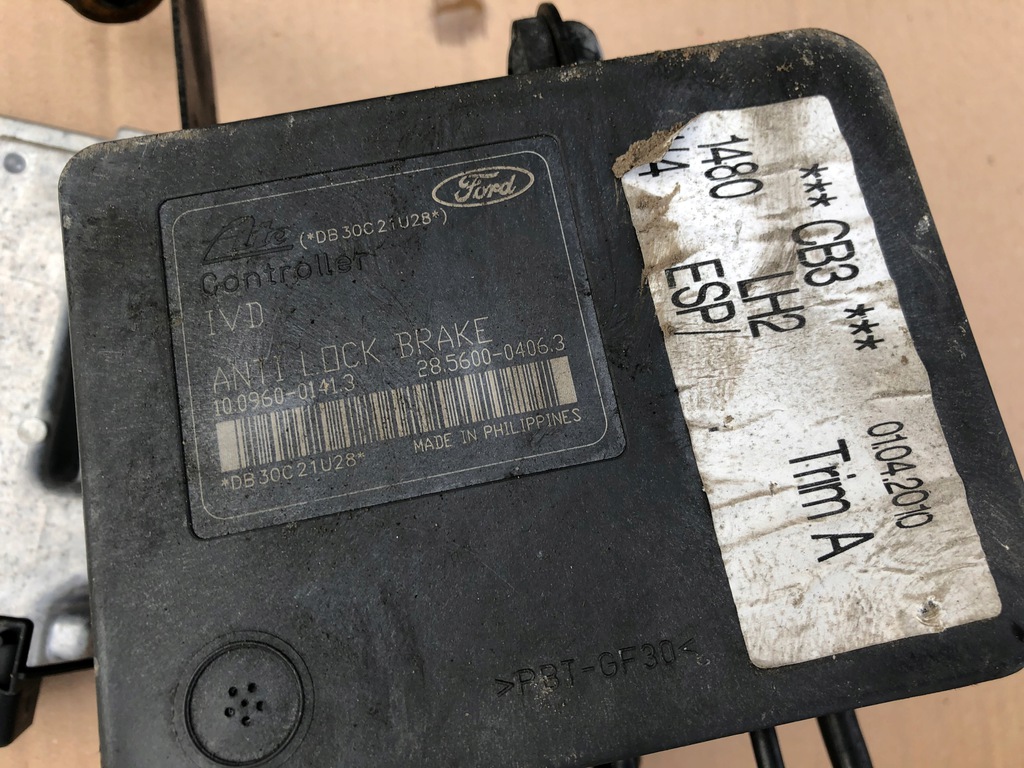 Ford
Ate (*DB30C21U28*)
Controller
IVD
ANTI LOCK BRAKE
10.0960-0141.3 28.5600-0406.3
*DB30C21U28*
MADE IN PHILIPPINES
>PBT-GF30<
*** CB3 ***
1480 LH2
ESP/
01.04.2010
Trim A